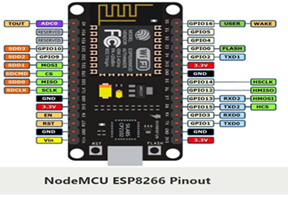 TOUT ADC0 GPIO16 USER WAKE
RESERVED GPIO5
RESERVED GPIO4
SDD3 GPIO10 GPIO0 FLASH
SDD2 GPIO9 GPIO2 TXD1
SDD1 MOSI 3.3V
SDCMD CS GND
SDD0 MISO GPIO14 HSCLK
SDCLK SCLK GPIO12 HMISO
GND GPIO13 RXD2 HMOSI
3.3V GPIO15 TXD2 HCS
EN GPIO3 RXD0
RST GPIO1 TXD0
GND GND
Vin 3.3V
KEY FLASH
NodeMCU ESP8266 Pinout